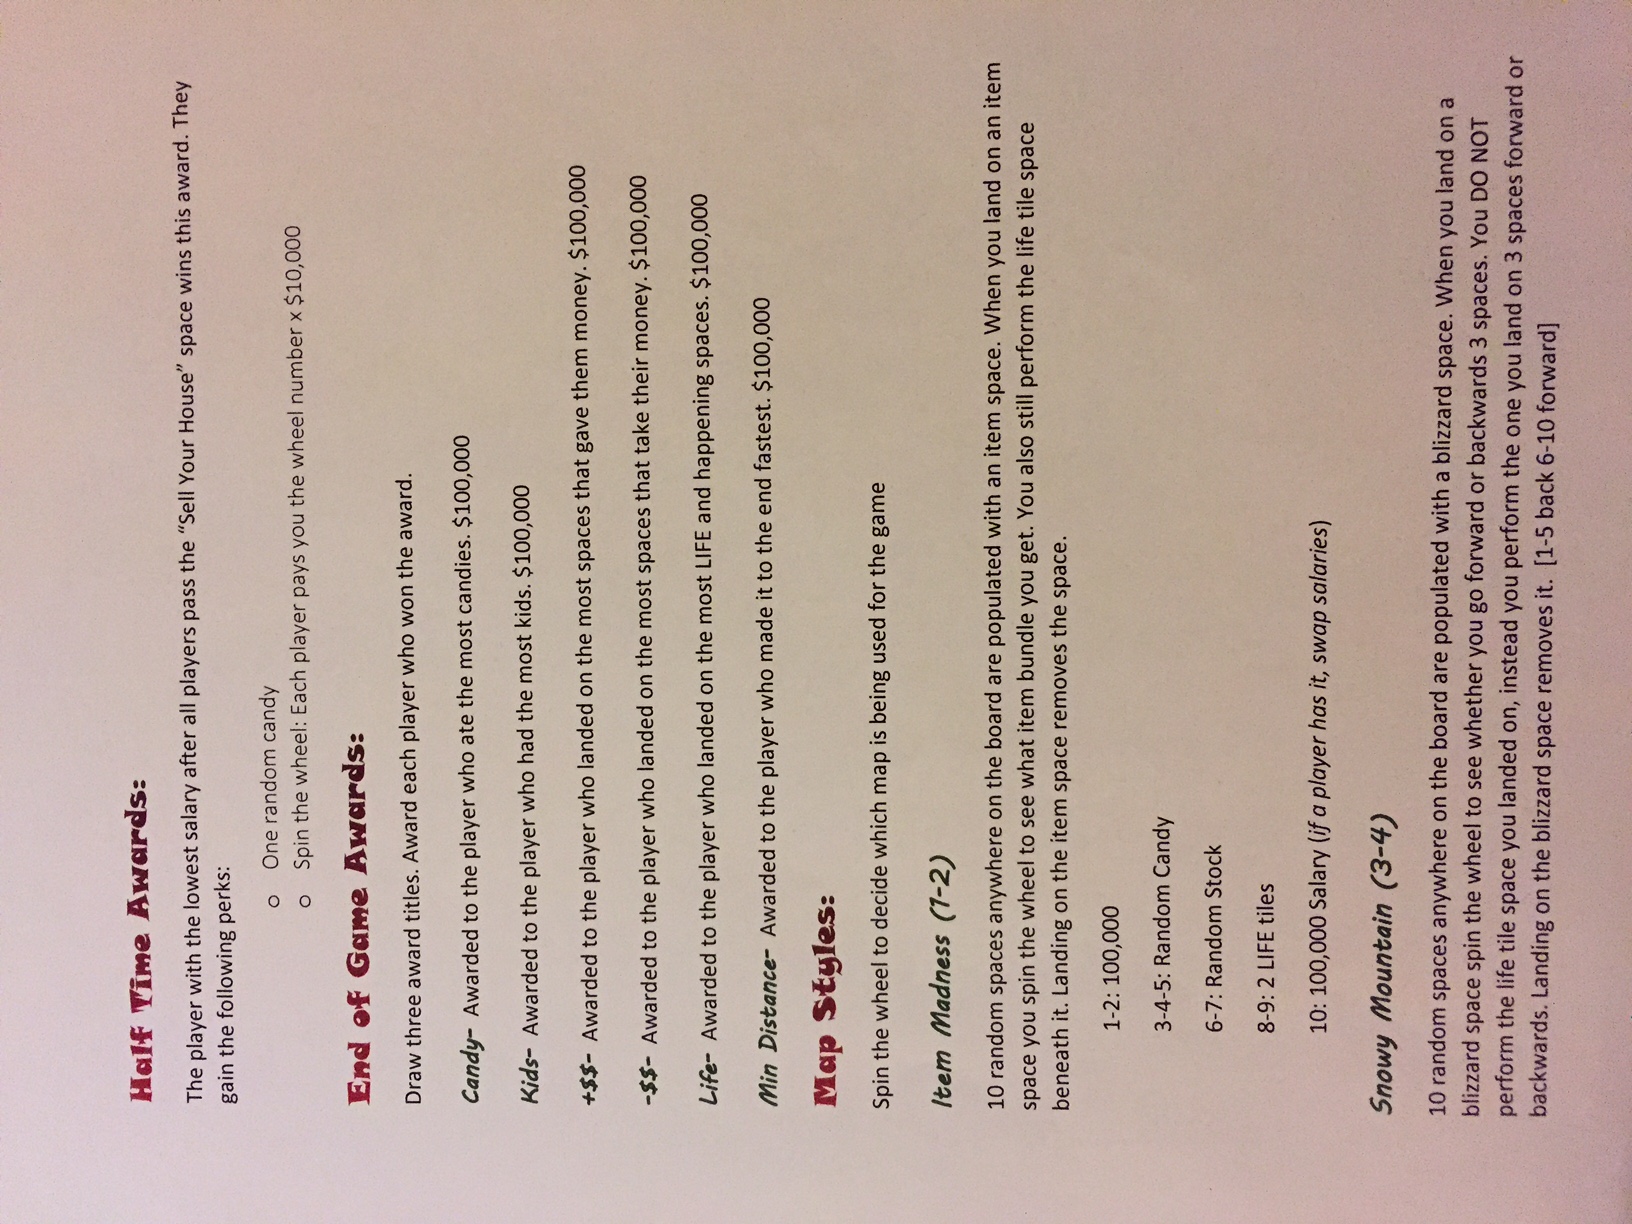 Half Time Awards:
The player with the lowest salary after all players pass the “Sell Your House” space wins this award. They
gain the following perks:
o One random candy
o Spin the wheel: Each player pays you the wheel number x $10,000
End of Game Awards:
Draw three award titles. Award each player who won the award.
Candy- Awarded to the player who ate the most candies. $100,000
Kids- Awarded to the player who had the most kids. $100,000
+$$- Awarded to the player who landed on the most spaces that gave them money. $100,000
-$$- Awarded to the player who landed on the most spaces that take their money. $100,000
Life- Awarded to the player who landed on the most LIFE and happening spaces. $100,000
Min Distance- Awarded to the player who made it to the end fastest. $100,000
Map Styles:
Spin the wheel to decide which map is being used for the game
Item Madness (1-2)
10 random spaces anywhere on the board are populated with an item space. When you land on an item
space you spin the wheel to see what item bundle you get. You also still perform the life tile space
beneath it. Landing on the item space removes the space.
1-2: 100,000
3-4-5: Random Candy
6-7: Random Stock
8-9: 2 LIFE tiles
10: 100,000 Salary (if a player has it, swap salaries)
Snowy Mountain (3-4)
10 random spaces anywhere on the board are populated with a blizzard space. When you land on a
blizzard space spin the wheel to see whether you go forward or backwards 3 spaces. You DO NOT
perform the life tile space you landed on, instead you perform the one you land on 3 spaces forward or
backwards. Landing on the blizzard space removes it. [1-5 back 6-10 forward]